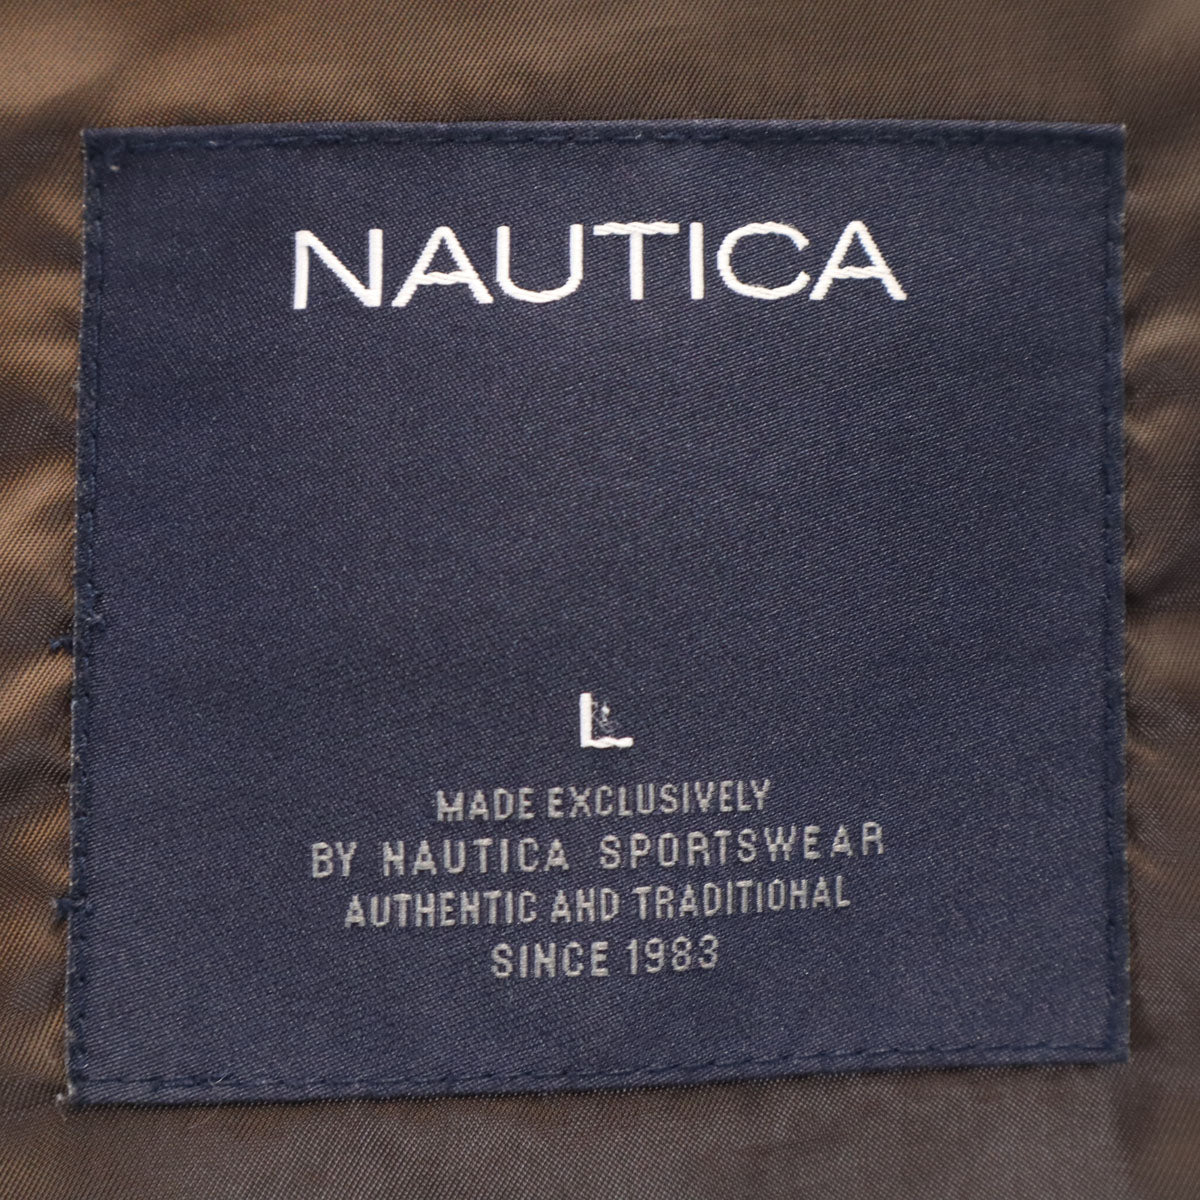 NAUTICA
L
MADE EXCLUSIVELY
BY NAUTICA SPORTSWEAR
AUTHENTIC AND TRADITIONAL
SINCE 1983